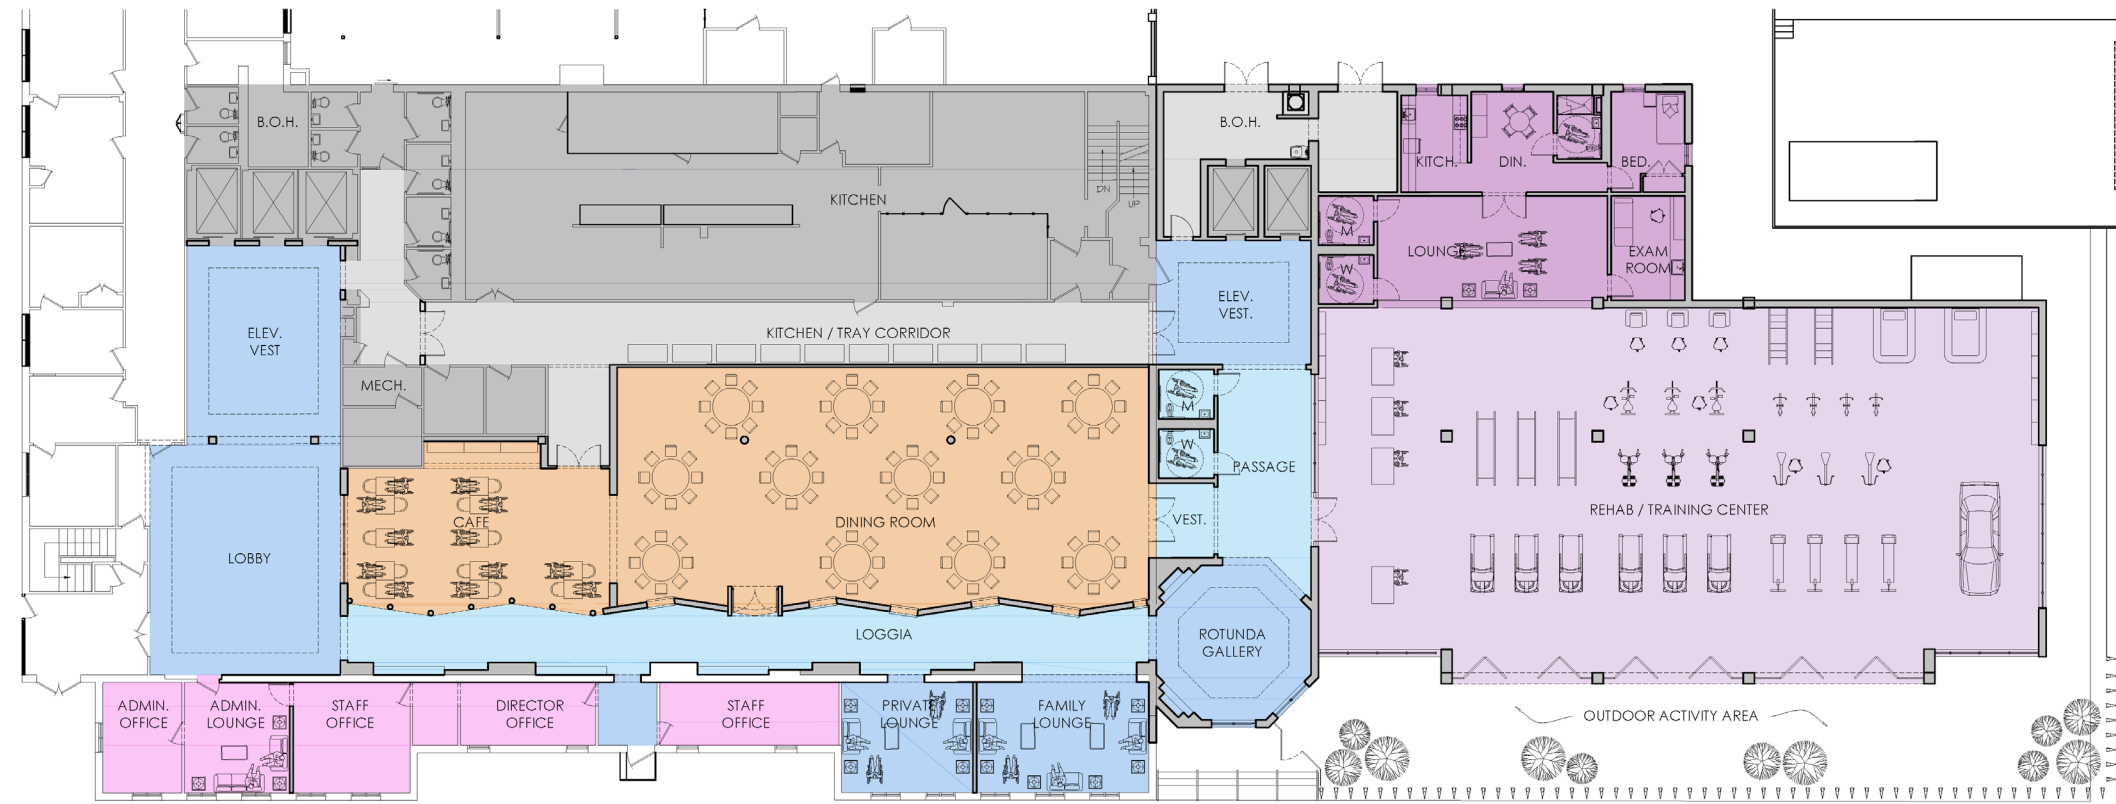 B.O.H.
B.O.H.
KITCH.
DIN.
BED.
KITCHEN
DN
UP
M
LOUNGE
EXAM
ROOM
W
ELEV.
VEST
ELEV.
VEST.
KITCHEN / TRAY CORRIDOR
MECH.
M
W
PASSAGE
CAFE
DINING ROOM
VEST.
REHAB / TRAINING CENTER
LOBBY
LOGGIA
ROTUNDA
GALLERY
ADMIN.
OFFICE
ADMIN.
LOUNGE
STAFF
OFFICE
DIRECTOR
OFFICE
STAFF
OFFICE
PRIVATE
LOUNGE
FAMILY
LOUNGE
OUTDOOR ACTIVITY AREA